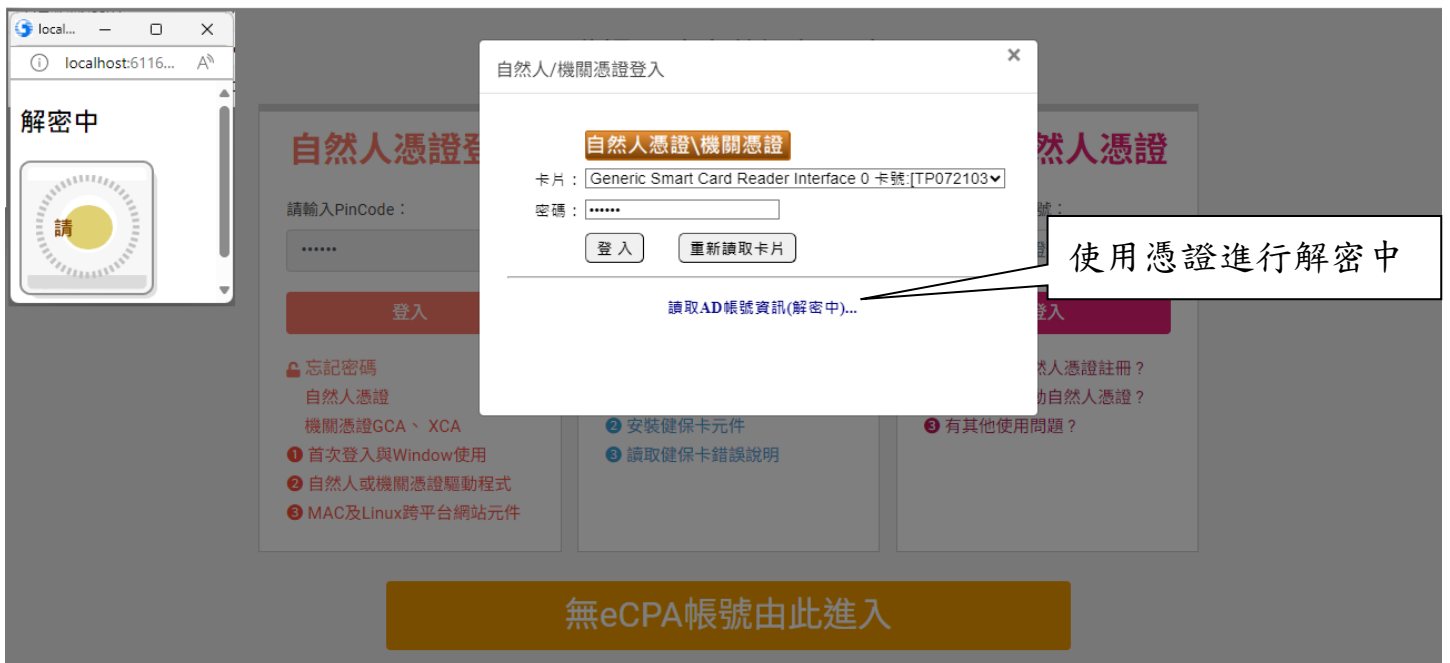 local...
localhost:6116...
解密中
請
自然人/機關憑證登入
×
自然人憑證\機關憑證
卡片：
Generic Smart Card Reader Interface 0 卡號:[TP072103
密碼：
••••••
登入
重新讀取卡片
讀取AD帳號資訊(解密中)...
使用憑證進行解密中
自然人憑證登
請輸入PinCode：
••••••
登入
忘記密碼
自然人憑證
機關憑證GCA、 XCA
❶ 首次登入與Window使用
❷ 自然人或機關憑證驅動程式
❸ MAC及Linux跨平台網站元件
❷ 安裝健保卡元件
❸ 讀取健保卡錯誤說明
然人憑證
號：
登入
然人憑證註冊？
動自然人憑證？
❸ 有其他使用問題？
無eCPA帳號由此進入